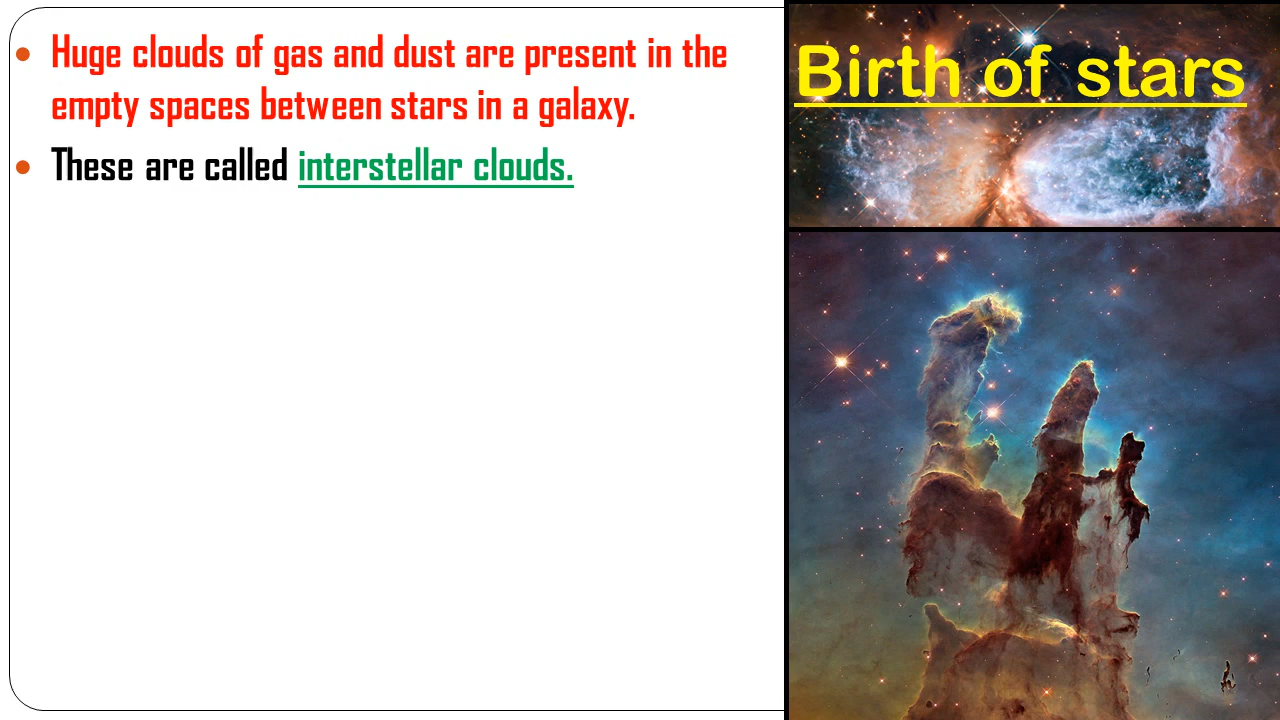 Huge clouds of gas and dust are present in the
empty spaces between stars in a galaxy.
These are called interstellar clouds.
Birth of stars